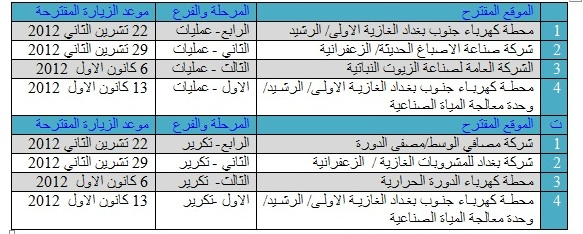 الموقع المقترح المرحلة والفرع موعد الزيارة المقترحة
1 محطة كهرباء جنوب بغداد الغازية الاولى/ الرشيد الرابع- عمليات 22 تشرين الثاني 2012
2 شركة صناعة الاصباغ الحديثة/ الزعفرانية الثاني - عمليات 29 تشرين الثاني 2012
3 الشركة العامة لصناعة الزيوت النباتية الثالث - عمليات 6 كانون الاول 2012
4 محطة كهرباء جنوب بغداد الغازية الاولى/ الرشيد/ الاول - عمليات 13 كانون الاول 2012
وحدة معالجة المياة الصناعية
ت الموقع المقترح المرحلة والفرع موعد الزيارة المقترحة
1 شركة مصافي الوسط/مصفى الدورة الرابع- تكرير 22 تشرين الثاني 2012
2 شركة بغداد للمشروبات الغازية / الزعفرانية الثاني - تكرير 29 تشرين الثاني 2012
3 محطة كهرباء الدورة الحرارية الثالث- تكرير 6 كانون الاول 2012
4 محطة كهرباء جنوب بغداد الغازية الاولى/ الرشيد/ الاول -تكرير 13 كانون الاول 2012
وحدة معالجة المياة الصناعية